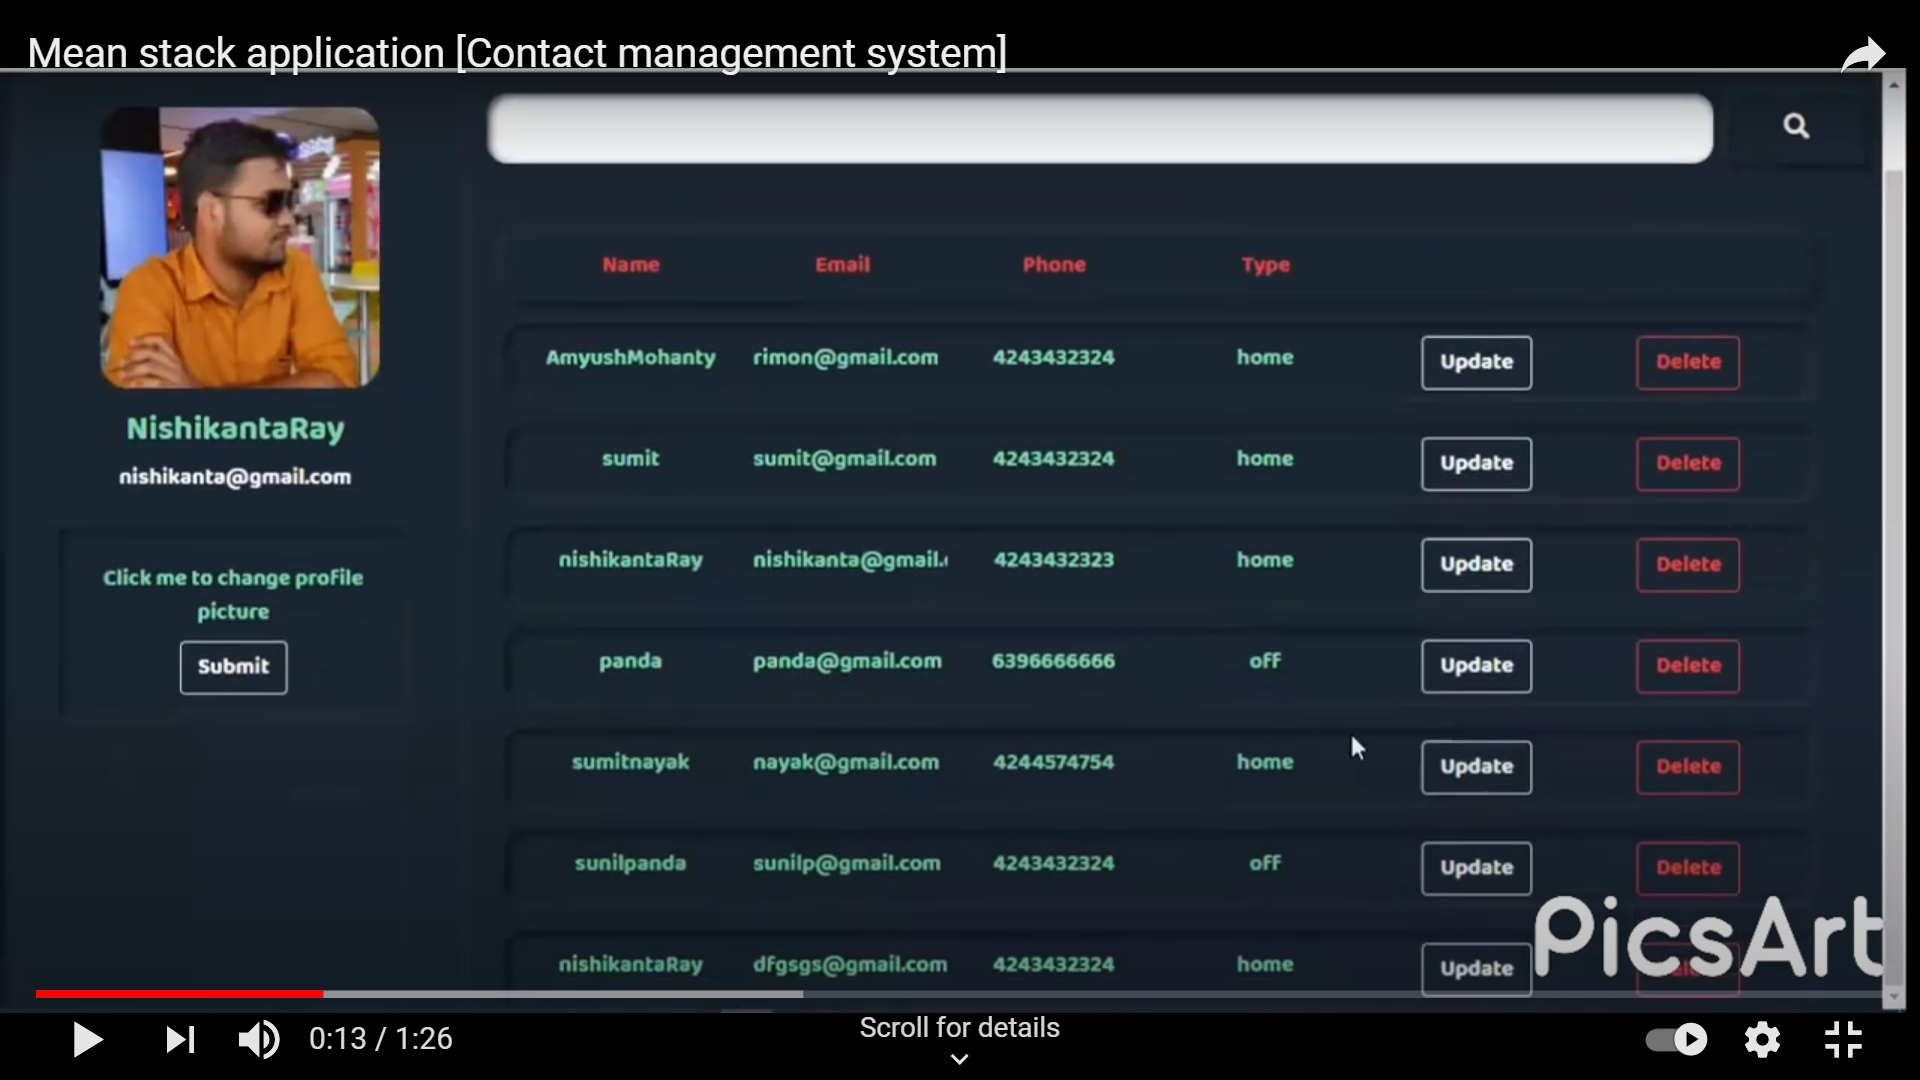 Mean stack application [Contact management system]
NishikantaRay
nishikanta@gmail.com
Click me to change profile
picture
Submit
Name Email Phone Type
AmyushMohanty rimon@gmail.com 4243432324 home Update Delete
sumit sumit@gmail.com 4243432324 home Update Delete
nishikantaRay nishikanta@gmail. 4243432323 home Update Delete
panda panda@gmail.com 6396666666 off Update Delete
sumitnayak nayak@gmail.com 4244574754 home Update Delete
sunilpanda sunilp@gmail.com 4243432324 off Update Delete
nishikantaRay dfgsgs@gmail.com 4243432324 home Update
PicsArt
0:13 / 1:26
Scroll for details